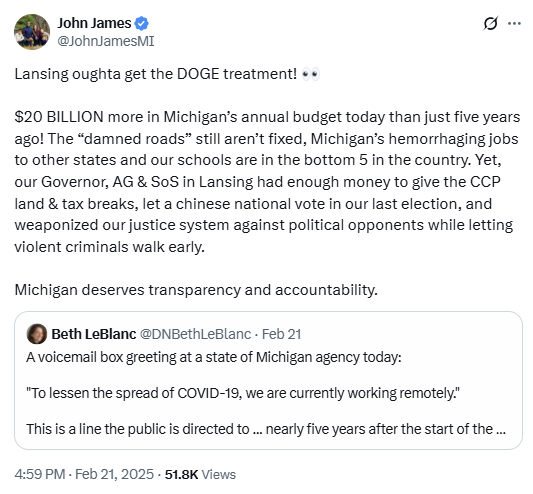 John James
@JohnJamesMI
Lansing oughta get the DOGE treatment! 👀
$20 BILLION more in Michigan's annual budget today than just five years
ago! The “damned roads” still aren't fixed, Michigan's hemorrhaging jobs
to other states and our schools are in the bottom 5 in the country. Yet,
our Governor, AG & SoS in Lansing had enough money to give the CCP
land & tax breaks, let a chinese national vote in our last election, and
weaponized our justice system against political opponents while letting
violent criminals walk early.
Michigan deserves transparency and accountability.
Beth LeBlanc @DNBethLeBlanc · Feb 21
A voicemail box greeting at a state of Michigan agency today:
"To lessen the spread of COVID-19, we are currently working remotely."
This is a line the public is directed to ... nearly five years after the start of the ...
4:59 PM · Feb 21, 2025 · 51.8K Views